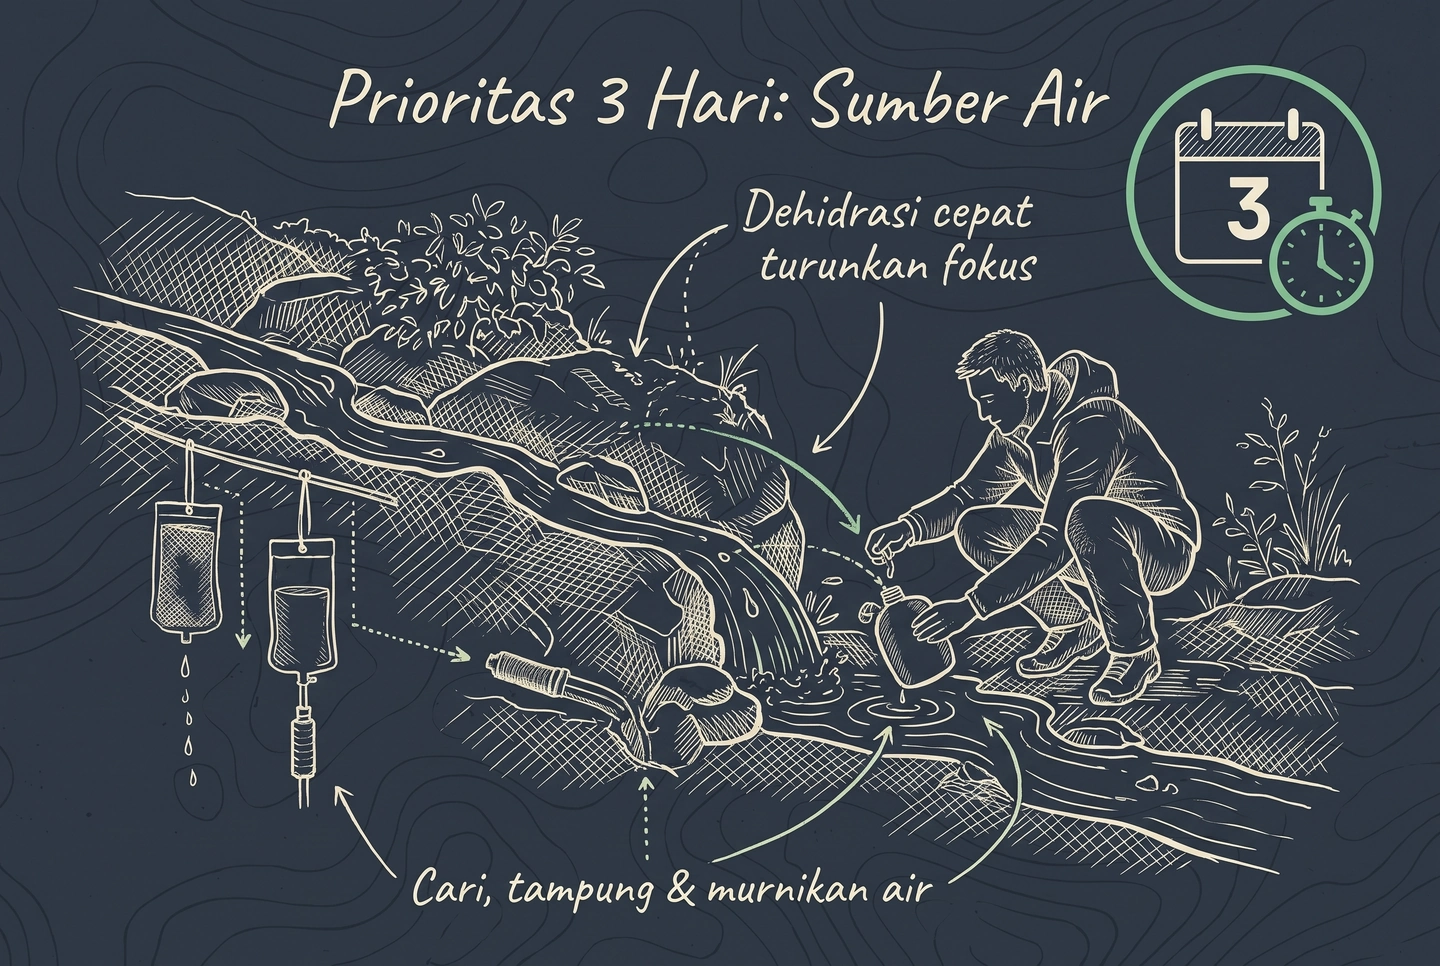 Prioritas 3 Hari: Sumber Air
3
Dehidrasi cepat
turunkan fokus
Cari, tampung & murnikan air